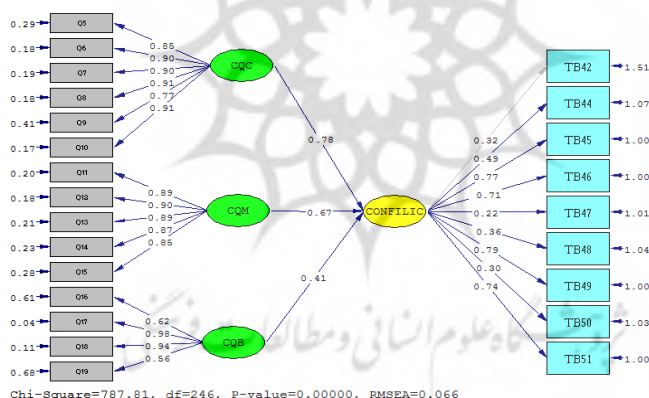 0.29 Q5
0.18 Q6
0.19 Q7
0.18 Q8
0.41 Q9
0.17 Q10
0.20 Q11
0.18 Q12
0.21 Q13
0.23 Q14
0.28 Q15
0.61 Q16
0.04 Q17
0.11 Q18
0.68 Q19
0.85
0.90
0.90
0.91
0.77
0.91
0.89
0.90
0.89
0.87
0.85
0.62
0.98
0.94
0.56
CQC
CQM
CQB
0.78
0.67
0.41
CONFILIC
0.32
0.49
0.77
0.71
0.22
0.36
0.79
0.30
0.74
TB42 1.51
TB44 1.07
TB45 1.00
TB46 1.00
TB47 1.01
TB48 1.04
TB49 1.00
TB50 1.03
TB51 1.00
پژوهشگاه علوم انسانی و مطالعات فرهنگی
Chi-Square=787.81, df=246, P-value=0.00000, RMSEA=0.066